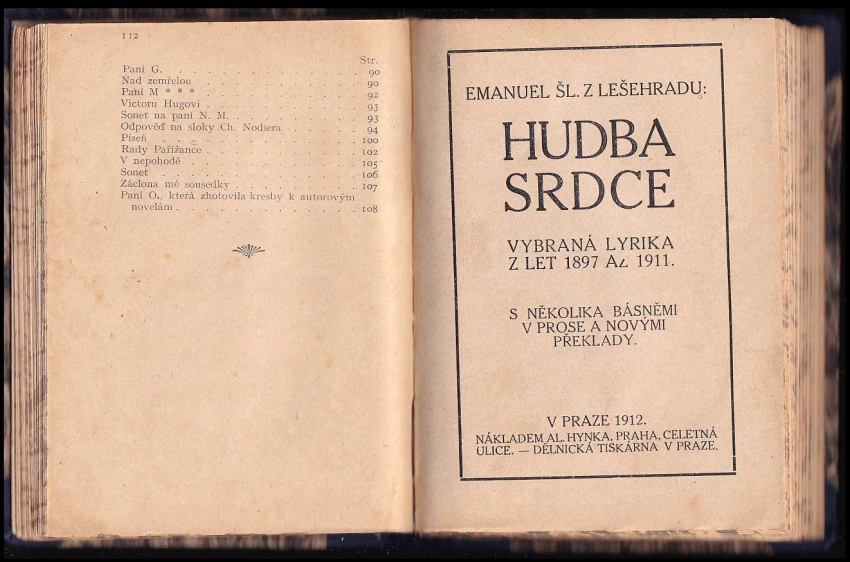 112
Str.
Paní G. . . . . . . . . . . . . . 90
Nad zemřelou . . . . . . . . . . . . 90
Paní M * * * . . . . . . . . . . . . 92
Victoru Hugovi . . . . . . . . . . . . 93
Sonet na paní N. M. . . . . . . . . . . 93
Odpověď na sloky Ch. Nodiera . . . . . . . 94
Píseň . . . . . . . . . . . . . . 100
Rady Pařížance . . . . . . . . . . . . 102
V nepohodě . . . . . . . . . . . . . 105
Sonet . . . . . . . . . . . . . . 106
Záclona mé sousedky . . . . . . . . . . 107
Paní O., která zhotovila kresby k autorovým
novelám . . . . . . . . . . . . . 108
EMANUEL ŠL. Z LEŠEHRADU:
HUDBA
SRDCE
VYBRANÁ LYRIKA
Z LET 1897 AŽ 1911.
S NĚKOLIKA BÁSNĚMI
V PROSE A NOVÝMI
PŘEKLADY.
V PRAZE 1912.
NÁKLADEM AL. HYNKA, PRAHA, CELETNÁ
ULICE. — DĚLNICKÁ TISKÁRNA V PRAZE.